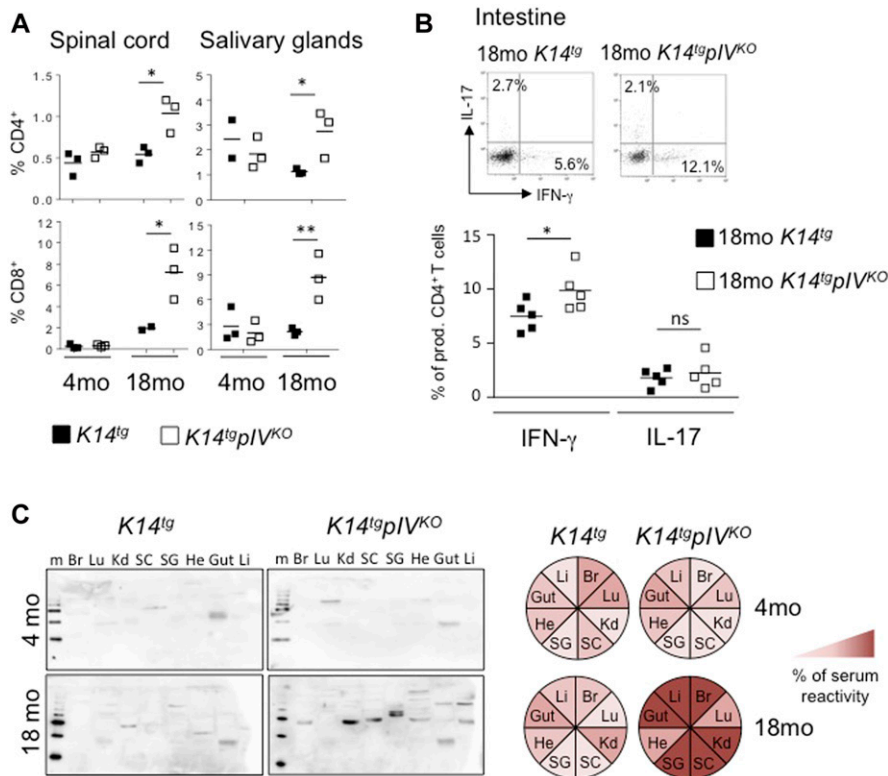 A
Spinal cord Salivary glands
% CD4⁺
1.5
1.0
0.5
0.0
*
5
4
3
2
1
0
*
% CD8⁺
12
10
8
6
4
2
0
*
15
12
9
6
3
0
**
4mo 18mo 4mo 18mo
■ K14ᵗᵍ □ K14ᵗᵍpIVᴷᴼ
B Intestine
18mo K14ᵗᵍ 18mo K14ᵗᵍpIVᴷᴼ
IL-17
2.7% 2.1%
5.6% 12.1%
IFN-γ
■ 18mo K14ᵗᵍ
□ 18mo K14ᵗᵍpIVᴷᴼ
% of prod. CD4⁺T cells
15
10
5
0
*
ns
IFN-γ IL-17
C
K14ᵗᵍ K14ᵗᵍpIVᴷᴼ
m Br Lu Kd SC SG He Gut Li m Br Lu Kd SC SG He Gut Li
4 mo
18 mo
K14ᵗᵍ K14ᵗᵍpIVᴷᴼ
Li Br Lu Kd SC SG He Gut
Li Br Lu Kd SC SG He Gut
4mo
Li Br Lu Kd SC SG He Gut
Li Br Lu Kd SC SG He Gut
18mo
% of serum
reactivity